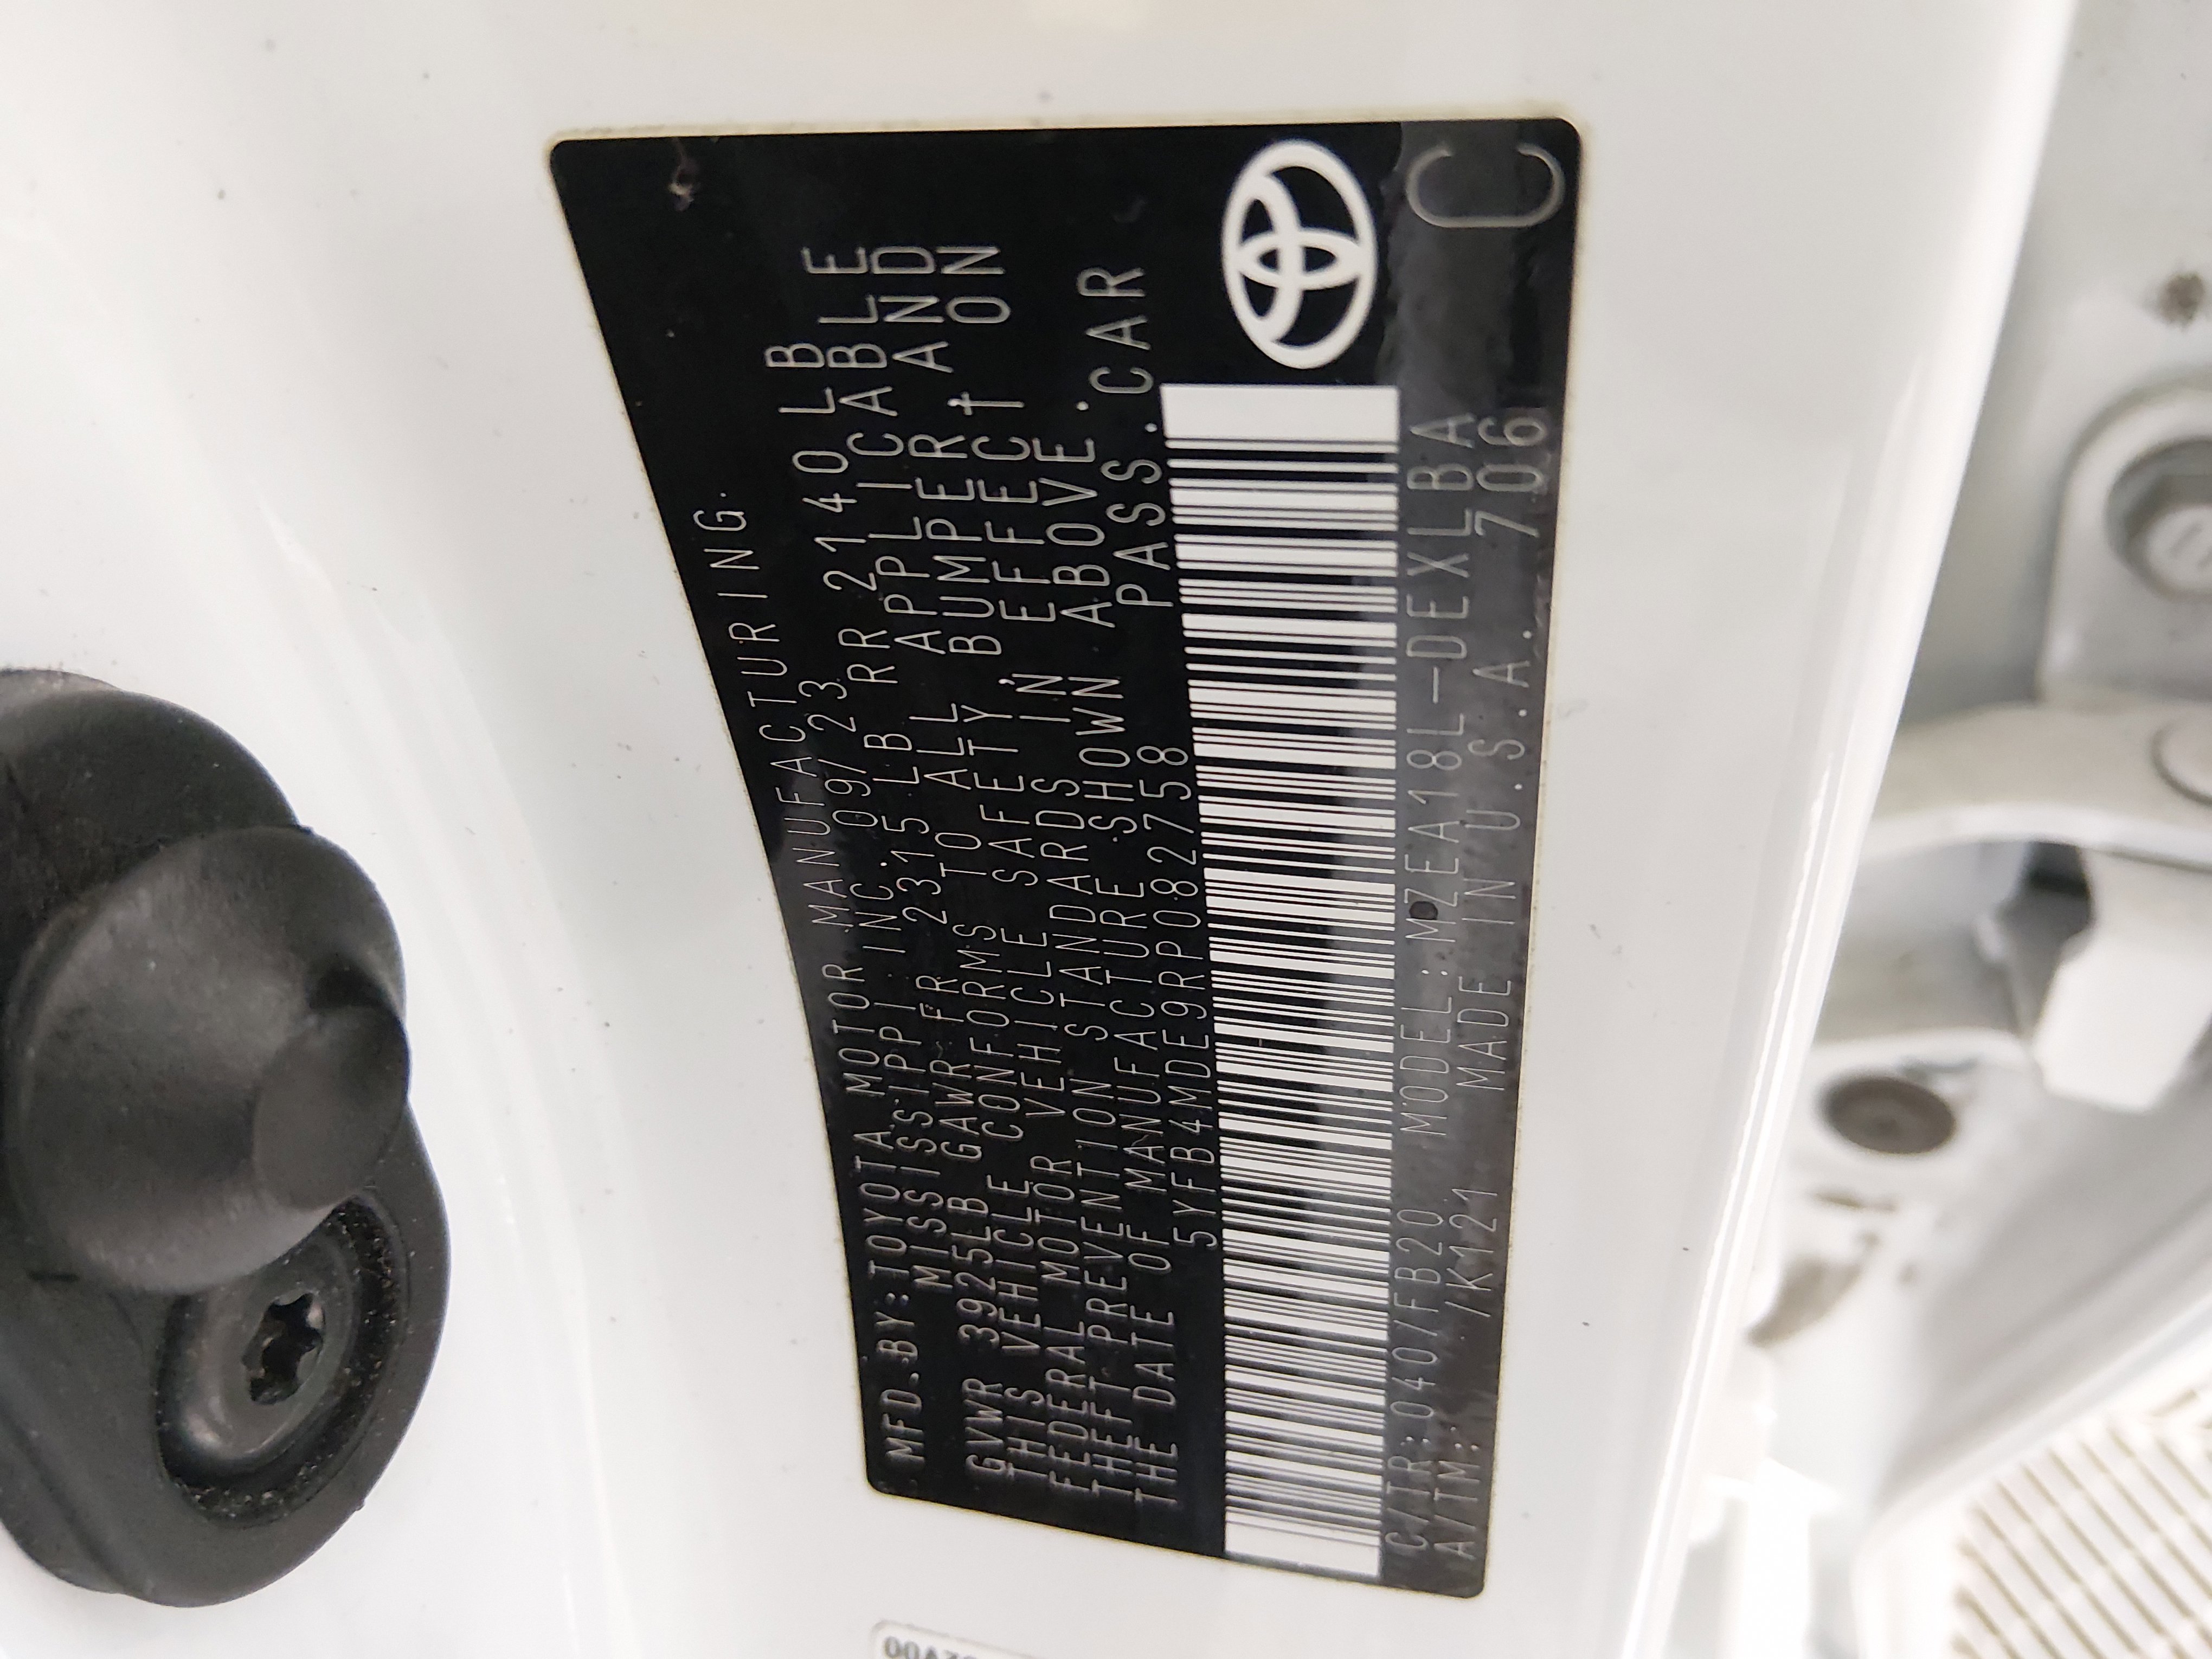 MFD.BY:TOYOTA MOTOR MANUFACTURING.
MISSISSIPPI INC.09/23
GVWR 3925LB GAWR FR 2315LB RR 2140LB
THIS VEHICLE CONFORMS TO ALL APPLICABLE
FEDERAL MOTOR VEHICLE SAFETY, BUMPER, AND
THEFT PREVENTION STANDARDS IN EFFECT ON
THE DATE OF MANUFACTURE SHOWN ABOVE.
5YFB4MDE9RP082758 PASS.CAR
C/TR:040/FB20 MODEL:MZEA18L-DEXLBA
A/TM: /K121 MADE IN U.S.A. 706
C